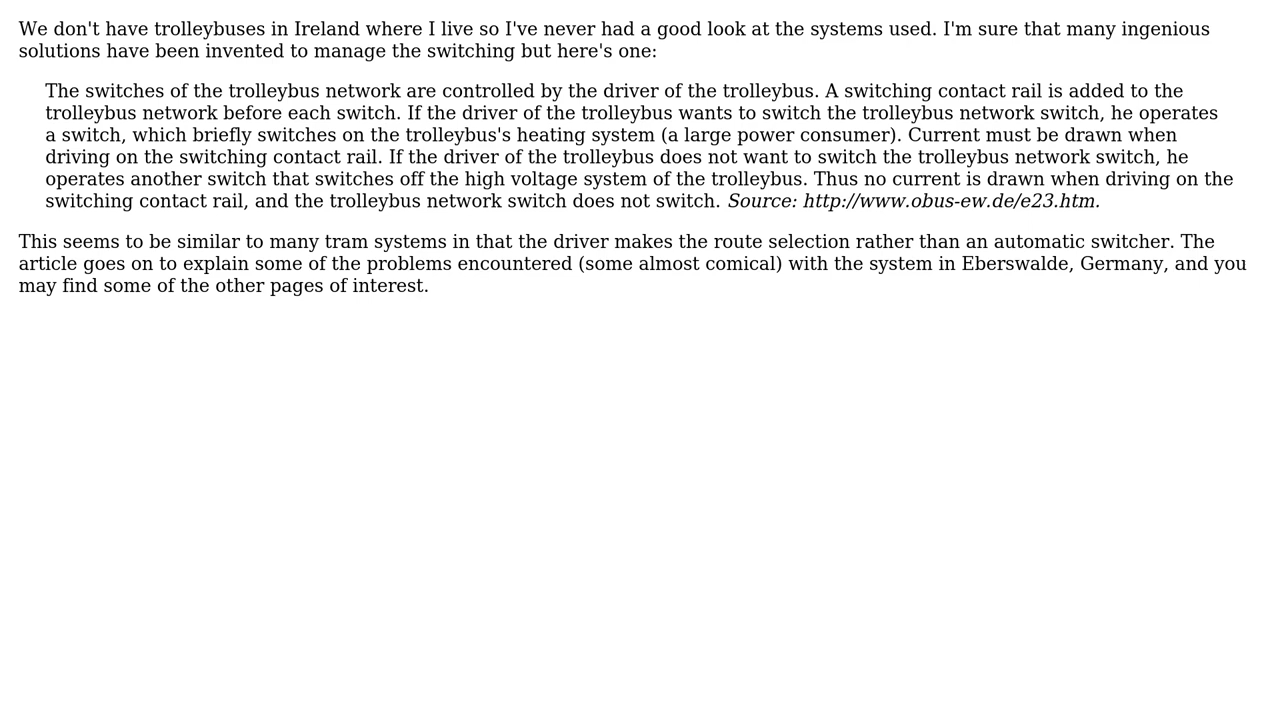 We don't have trolleybuses in Ireland where I live so I've never had a good look at the systems used. I'm sure that many ingenious
solutions have been invented to manage the switching but here's one:
The switches of the trolleybus network are controlled by the driver of the trolleybus. A switching contact rail is added to the
trolleybus network before each switch. If the driver of the trolleybus wants to switch the trolleybus network switch, he operates
a switch, which briefly switches on the trolleybus's heating system (a large power consumer). Current must be drawn when
driving on the switching contact rail. If the driver of the trolleybus does not want to switch the trolleybus network switch, he
operates another switch that switches off the high voltage system of the trolleybus. Thus no current is drawn when driving on the
switching contact rail, and the trolleybus network switch does not switch. Source: http://www.obus-ew.de/e23.htm.
This seems to be similar to many tram systems in that the driver makes the route selection rather than an automatic switcher. The
article goes on to explain some of the problems encountered (some almost comical) with the system in Eberswalde, Germany, and you
may find some of the other pages of interest.